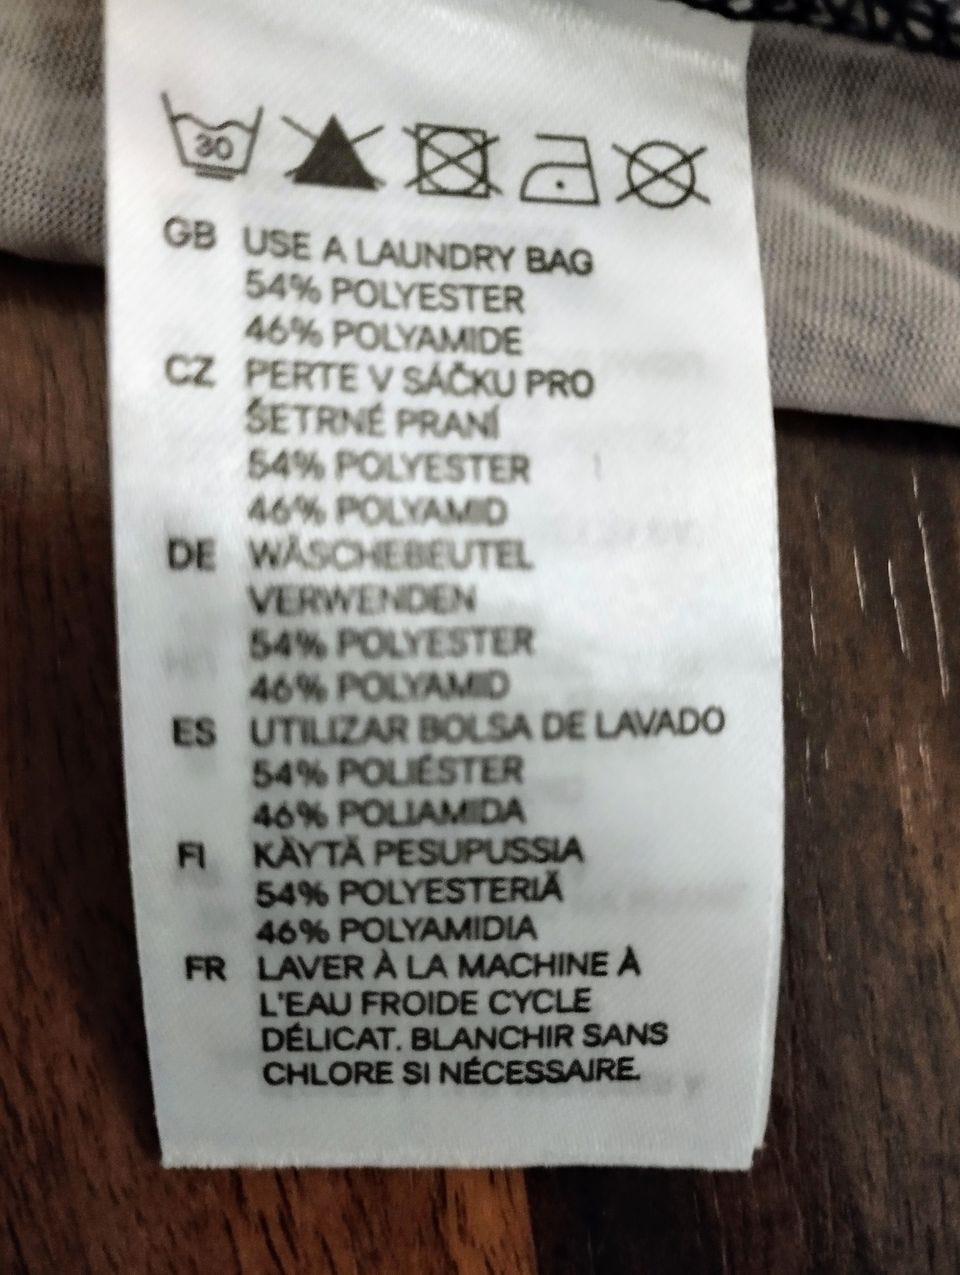 30
GB USE A LAUNDRY BAG
54% POLYESTER
46% POLYAMIDE
CZ PERTE V SÁČKU PRO
ŠETRNÉ PRANÍ
54% POLYESTER
46% POLYAMID
DE WÄSCHEBEUTEL
VERWENDEN
54% POLYESTER
46% POLYAMID
ES UTILIZAR BOLSA DE LAVADO
54% POLIÉSTER
46% POLIAMIDA
FI KÄYTÄ PESUPUSSIA
54% POLYESTERIÄ
46% POLYAMIDIA
FR LAVER À LA MACHINE À
L'EAU FROIDE CYCLE
DÉLICAT. BLANCHIR SANS
CHLORE SI NÉCESSAIRE.